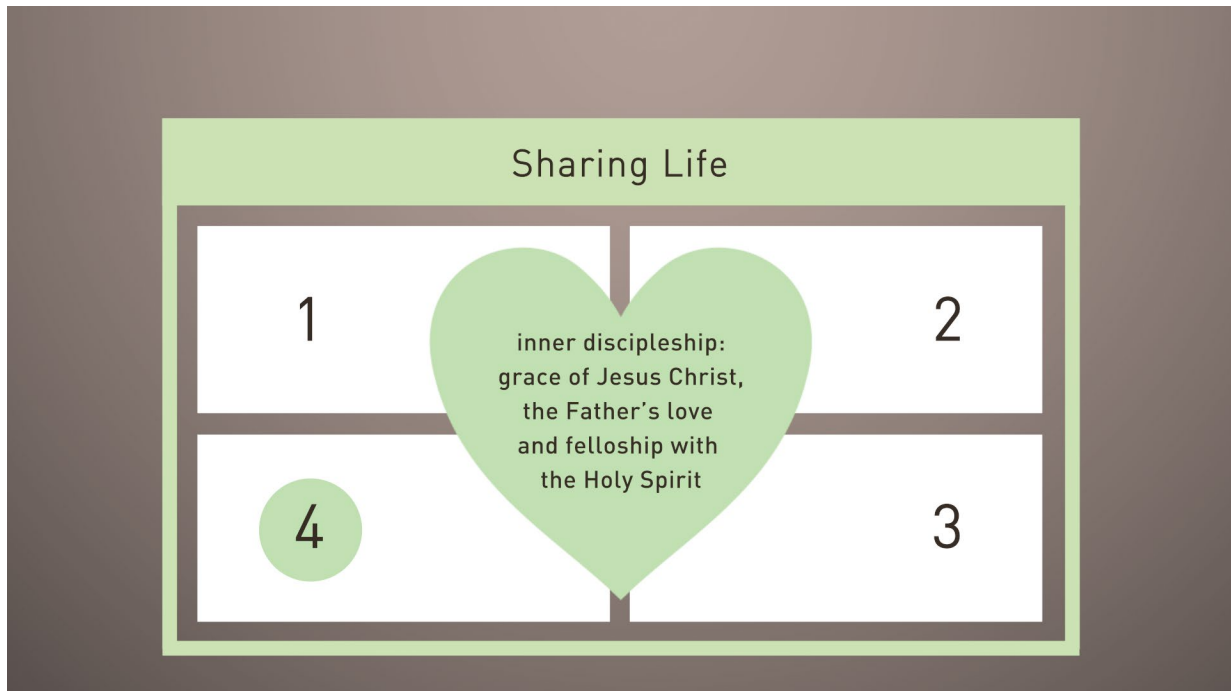 Sharing Life
1
2
inner discipleship:
grace of Jesus Christ,
the Father's love
and felloship with
the Holy Spirit
4
3